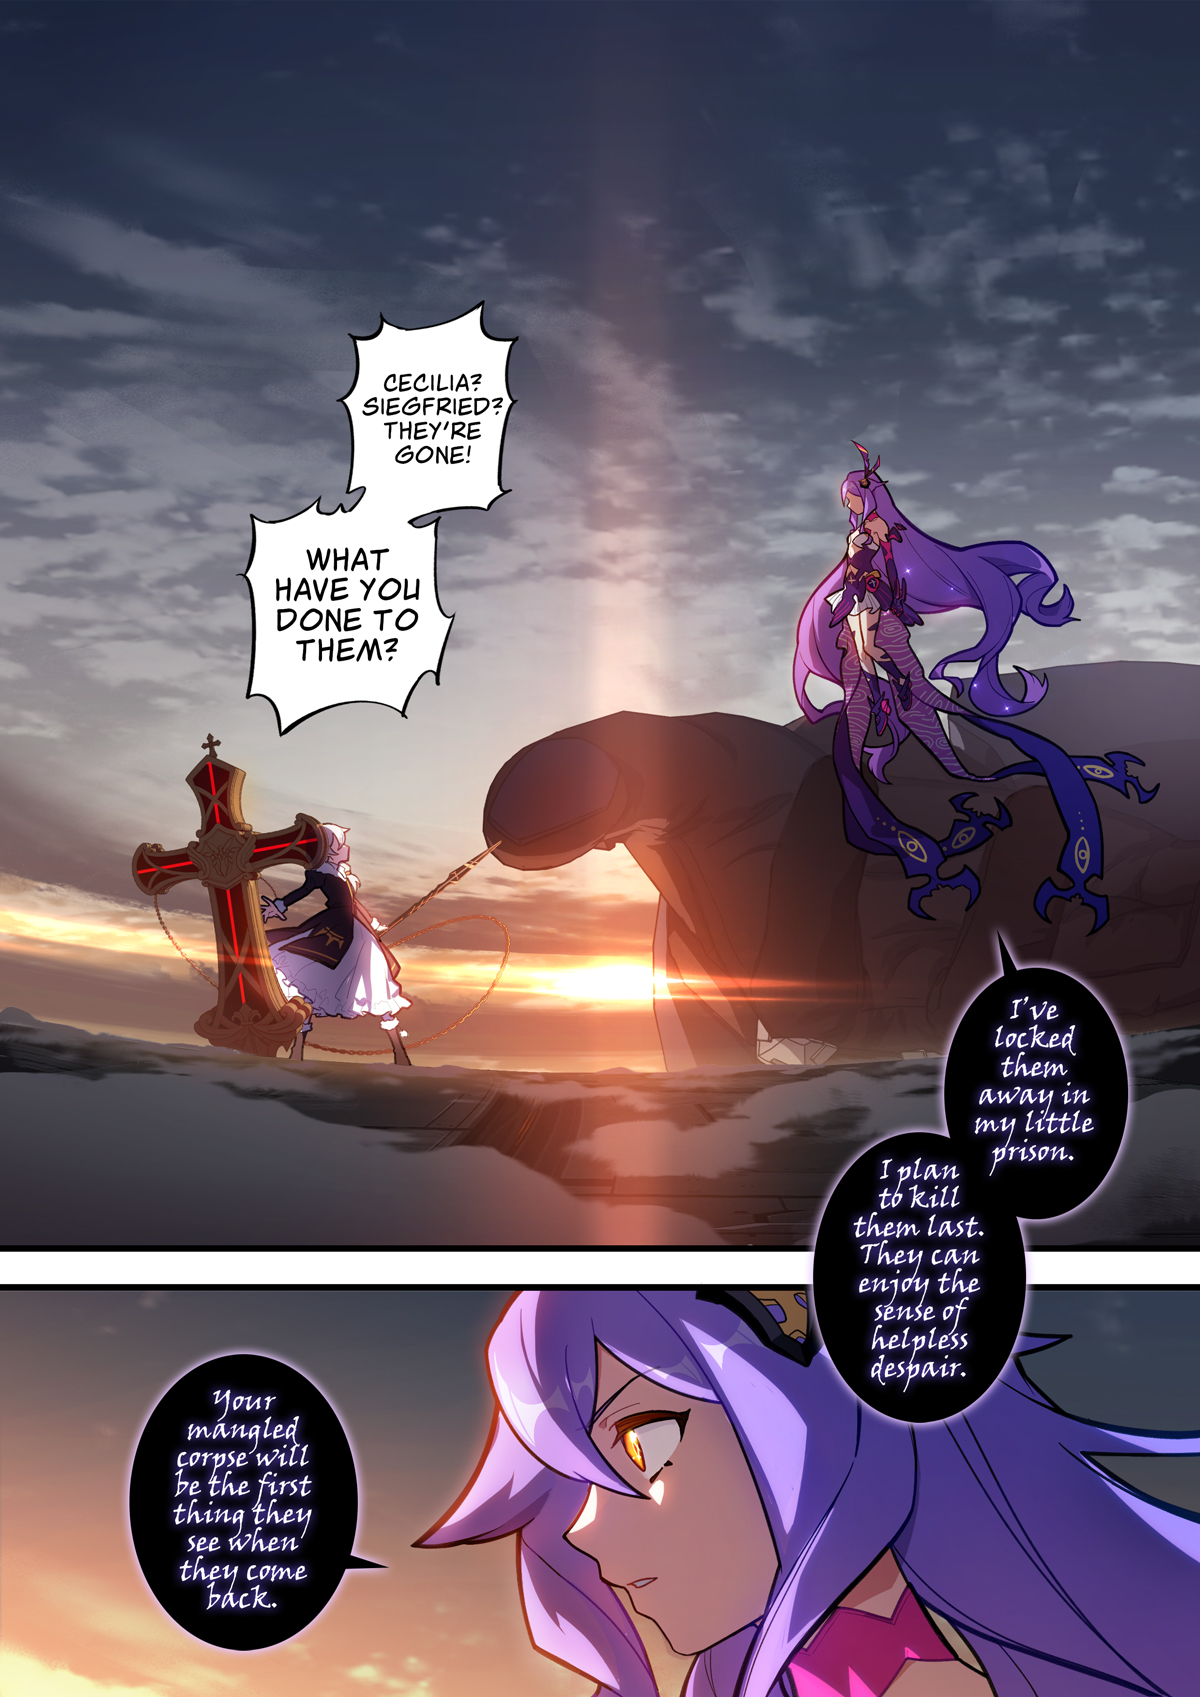 CECILIA?
SIEGFRIED?
THEY'RE
GONE!
WHAT
HAVE YOU
DONE TO
THEM?
I've
locked
them
away in
my little
prison.
I plan
to kill
them last.
They can
enjoy the
sense of
helpless
despair.
Your
mangled
corpse will
be the first
thing they
see when
they come
back.